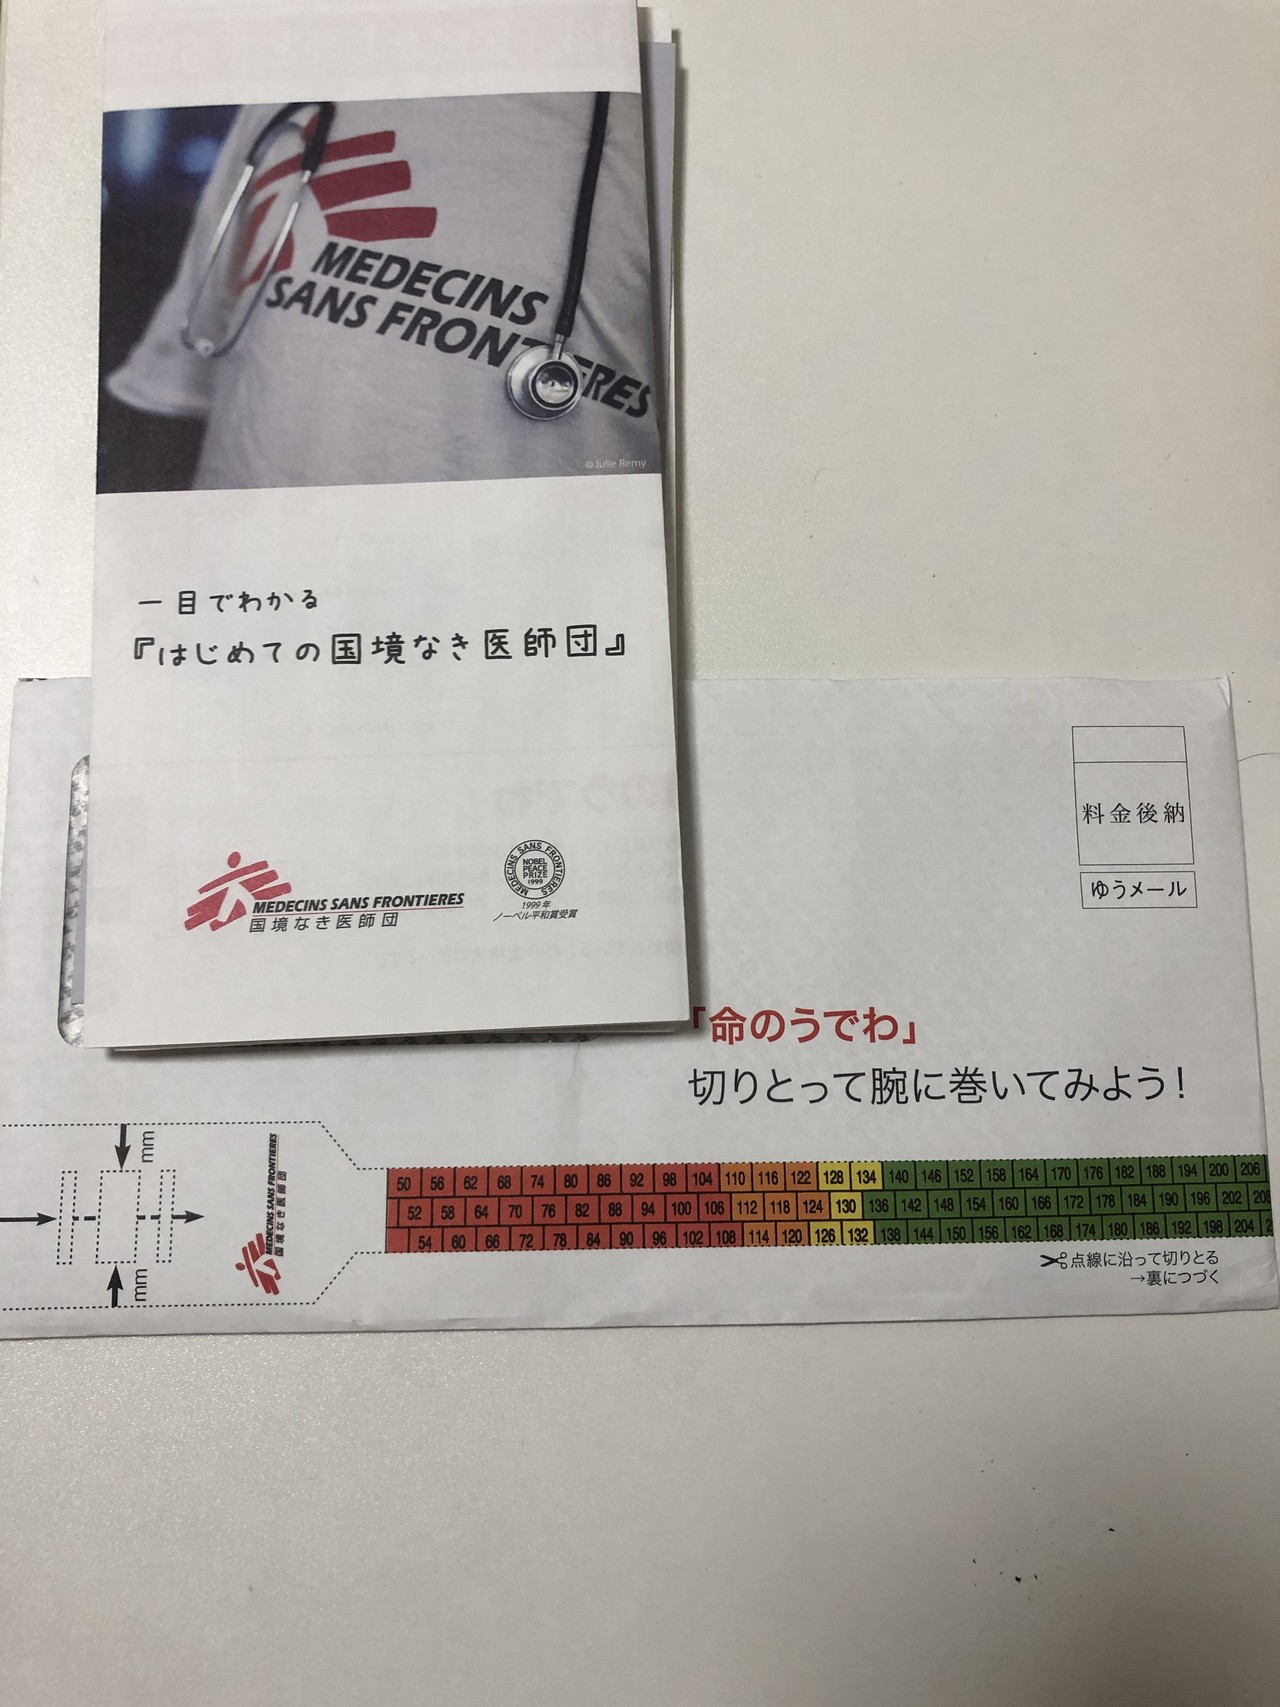 MEDECINS
SANS FRONTIERES
© Julie Remy
一目でわかる
『はじめての国境なき医師団』
MEDECINS SANS FRONTIERES
国境なき医師団
MEDECINS SANS FRONTIERES
NOBEL
PEACE
PRIZE
1999
1999年
ノーベル平和賞受賞
料金後納
ゆうメール
「命のうでわ」
切りとって腕に巻いてみよう！
mm
mm
MEDECINS SANS FRONTIERES
国境なき医師団
50 56 62 68 74 80 86 92 98 104 110 116 122 128 134 140 146 152 158 164 170 176 182 188 194 200 206
52 58 64 70 76 82 88 94 100 106 112 118 124 130 136 142 148 154 160 166 172 178 184 190 196 202 208
54 60 66 72 78 84 90 96 102 108 114 120 126 132 138 144 150 156 162 168 174 180 186 192 198 204
点線に沿って切りとる
→裏につづく